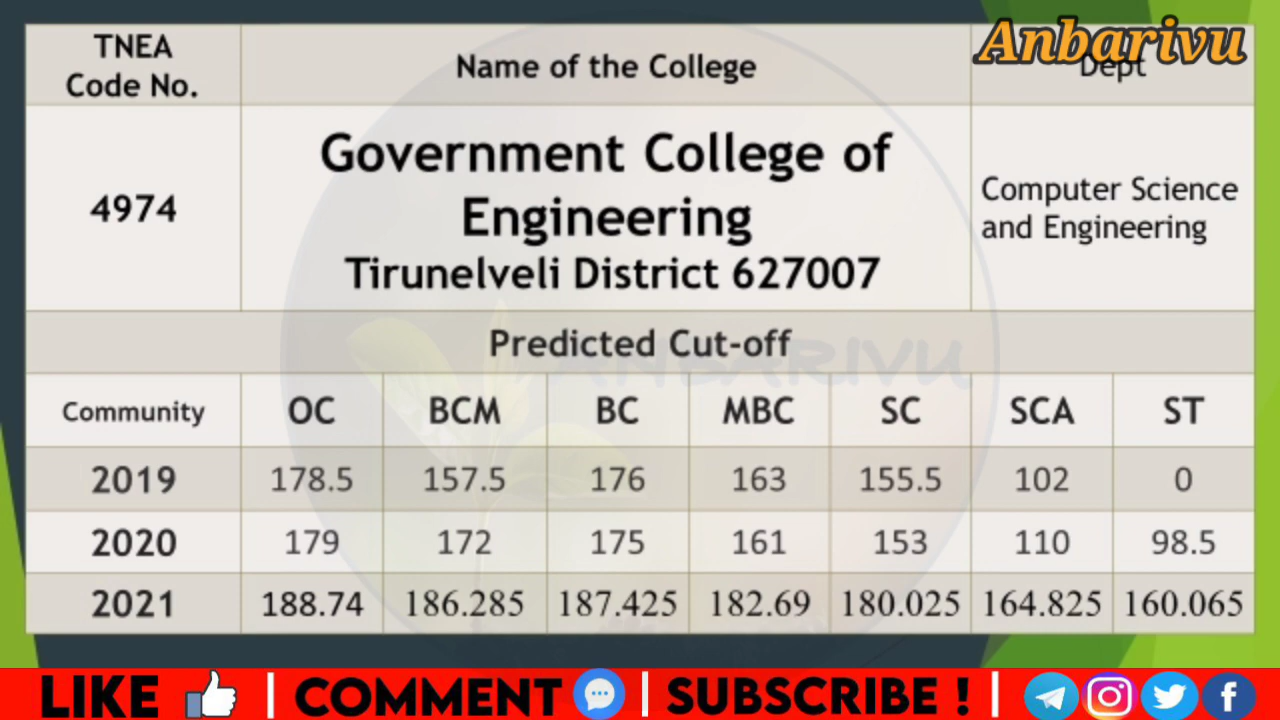 Anbarivu
TNEA
Code No.
Name of the College
Dept
4974
Government College of
Engineering
Tirunelveli District 627007
Computer Science
and Engineering
Predicted Cut-off
ANBARIVU
Community OC BCM BC MBC SC SCA ST
2019 178.5 157.5 176 163 155.5 102 0
2020 179 172 175 161 153 110 98.5
2021 188.74 186.285 187.425 182.69 180.025 164.825 160.065
LIKE | COMMENT | SUBSCRIBE ! |